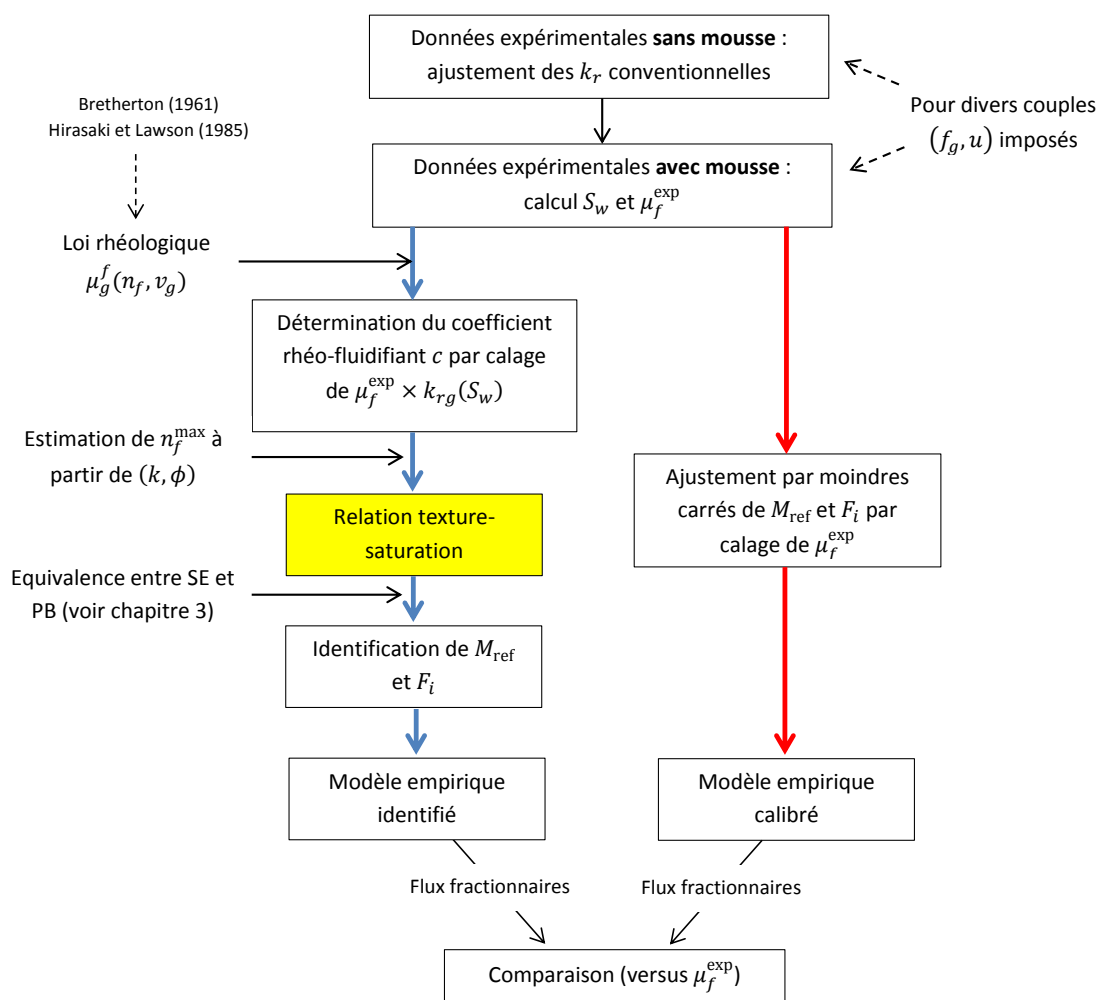 Données expérimentales sans mousse :
ajustement des k_r conventionnelles
Bretherton (1961)
Hirasaki et Lawson (1985)
Pour divers couples
(f_g, u) imposés
Données expérimentales avec mousse :
calcul S_w et μ_f^exp
Loi rhéologique
μ_g^f(n_f, v_g)
Détermination du coefficient
rhéo-fluidifiant c par calage
de μ_f^exp × k_rg(S_w)
Estimation de n_f^max à
partir de (k, ϕ)
Ajustement par moindres
carrés de M_ref et F_i par
calage de μ_f^exp
Relation texture-
saturation
Equivalence entre SE et
PB (voir chapitre 3)
Identification de M_ref
et F_i
Modèle empirique
identifié
Modèle empirique
calibré
Flux fractionnaires
Flux fractionnaires
Comparaison (versus μ_f^exp)